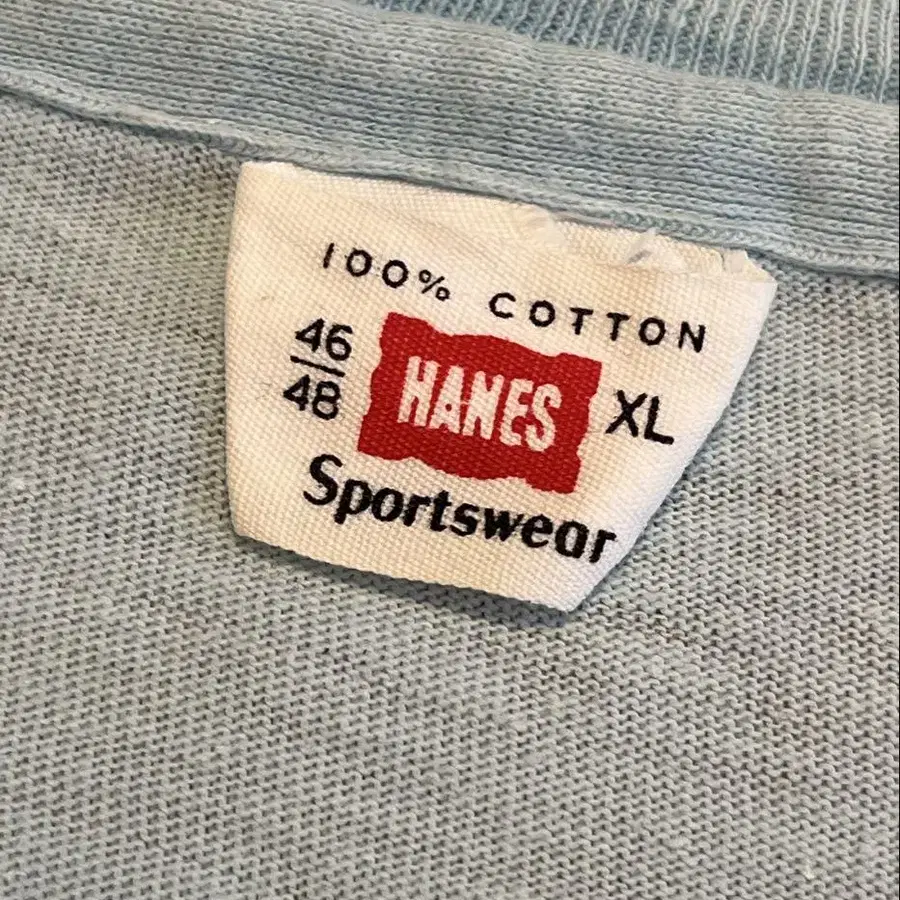 100% COTTON
46
48
HANES
XL
Sportswear